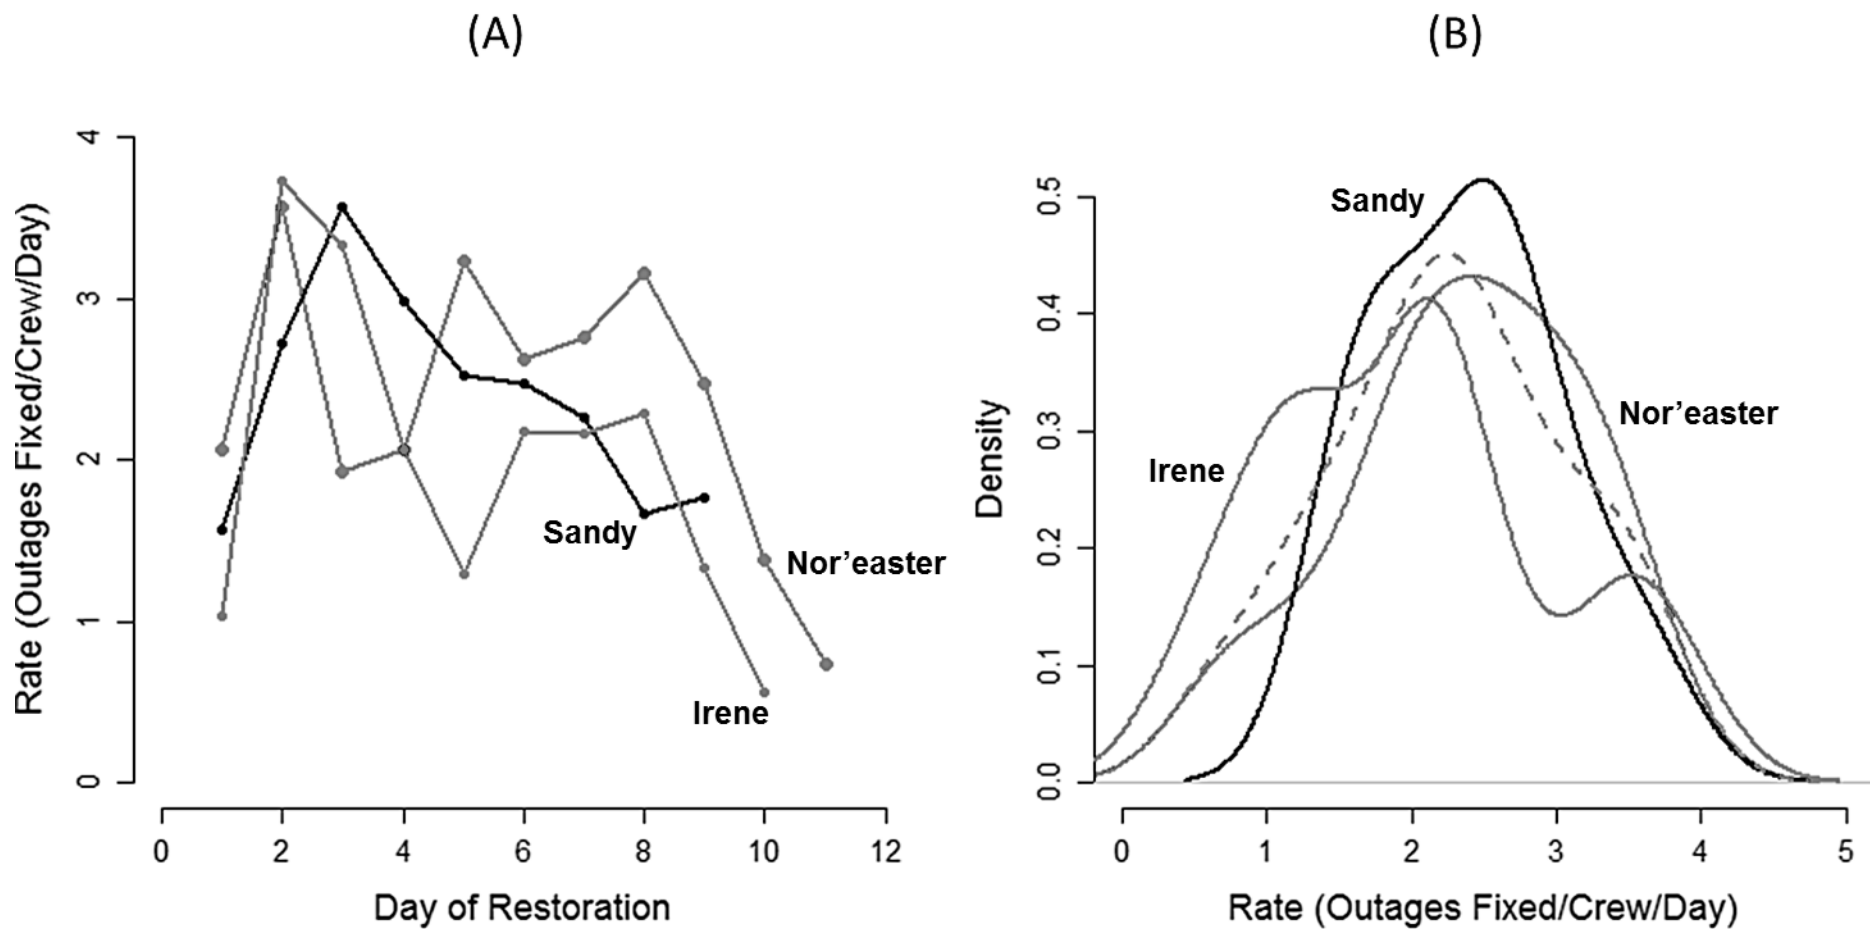 (A)
Rate (Outages Fixed/Crew/Day)
4
3
2
1
0
Sandy
Nor’easter
Irene
0 2 4 6 8 10 12
Day of Restoration
(B)
Density
0.5
0.4
0.3
0.2
0.1
0.0
Sandy
Nor’easter
Irene
0 1 2 3 4 5
Rate (Outages Fixed/Crew/Day)